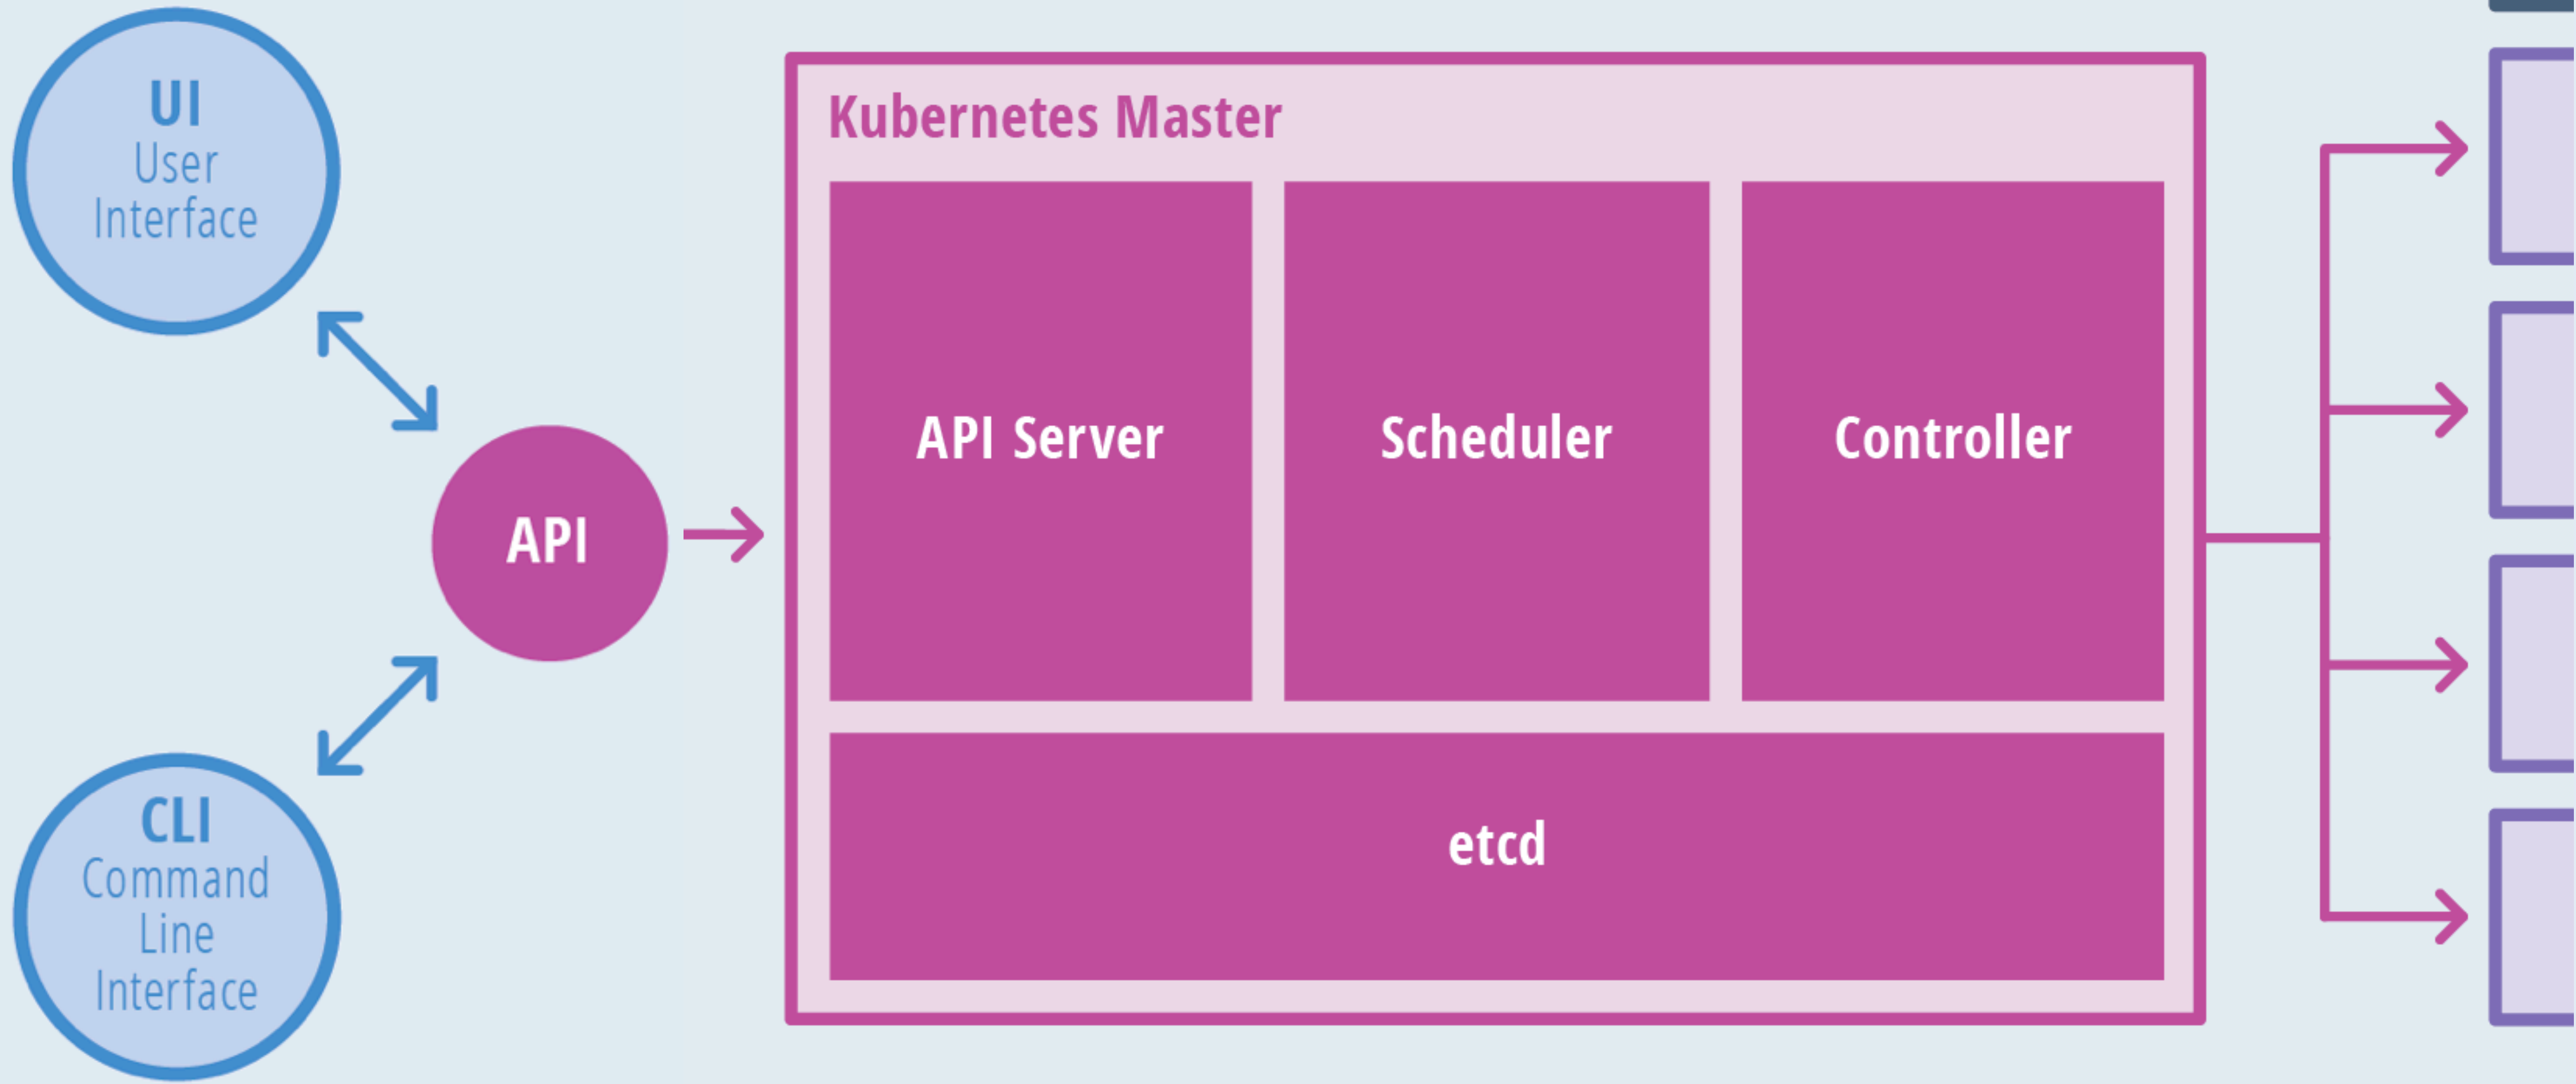 UI
User
Interface
API
CLI
Command
Line
Interface
Kubernetes Master
API Server
Scheduler
Controller
etcd